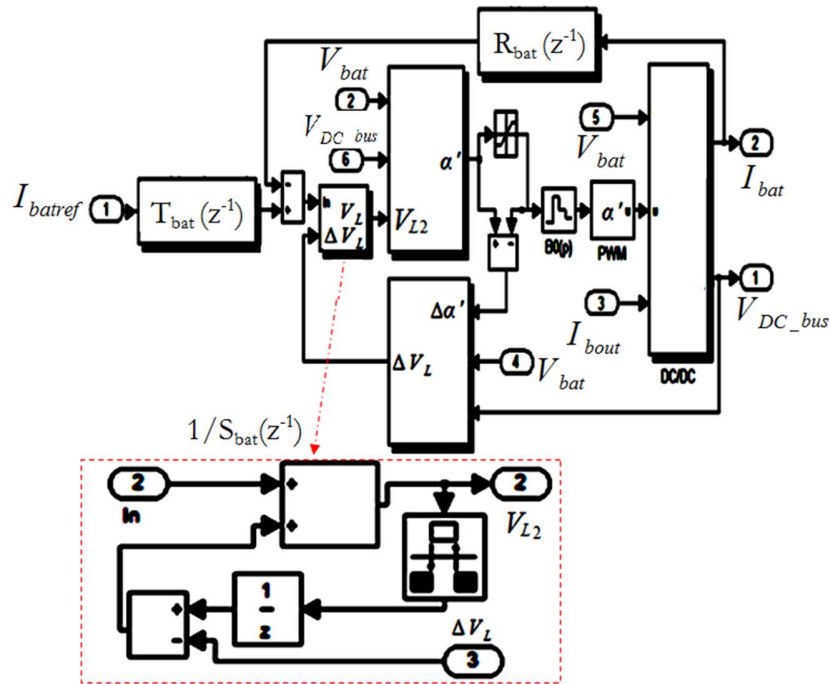 R_bat (z⁻¹)
V_bat
2
V_DC_bus
6
5
V_bat
2
I_bat
I_batref
1
T_bat (z⁻¹)
-
+
In
V_L
ΔV_L
V_L2
α'
B0(p)
α'
u
PWM
u
+
-
1
V_DC_bus
3
I_bout
DC/DC
Δα'
ΔV_L
4
V_bat
1/S_bat(z⁻¹)
2
In
+
+
2
V_L2
1
z
+
-
ΔV_L
3